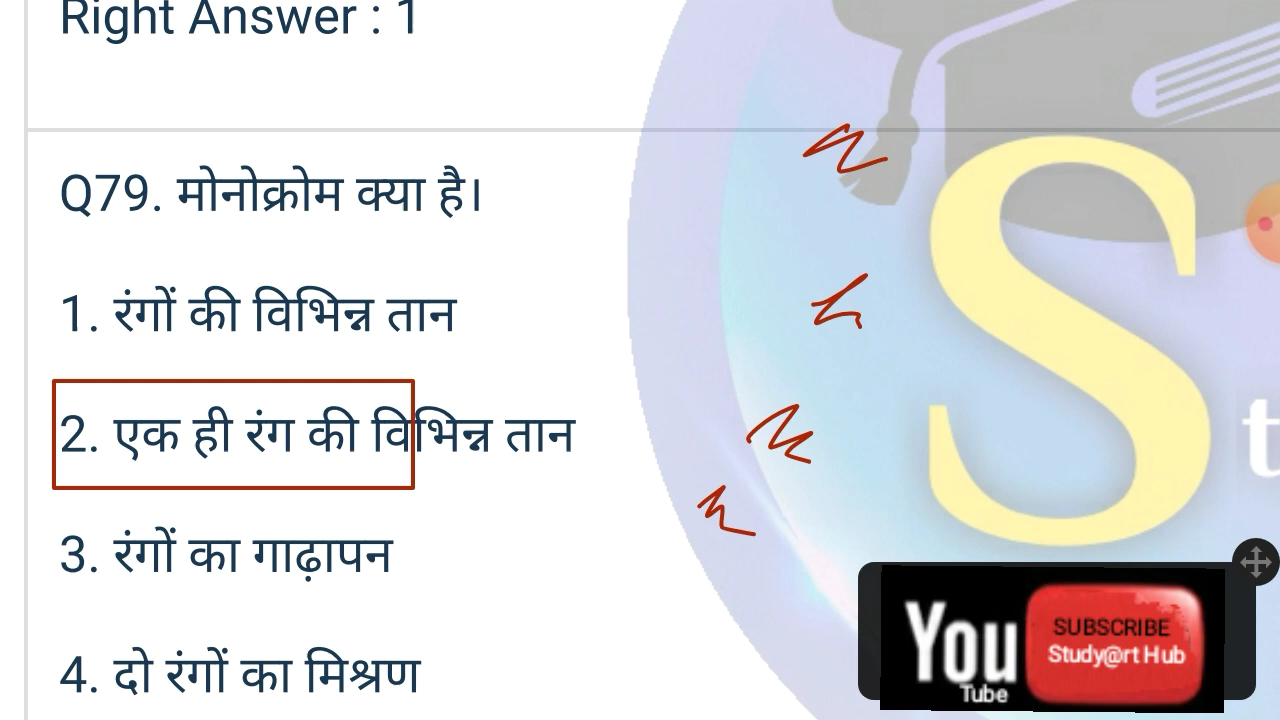 Right Answer : 1
Q79. मोनोक्रोम क्या है।
1. रंगों की विभिन्न तान
2. एक ही रंग की विभिन्न तान
3. रंगों का गाढ़ापन
4. दो रंगों का मिश्रण
S
t
You
Tube
SUBSCRIBE
Study@rt Hub